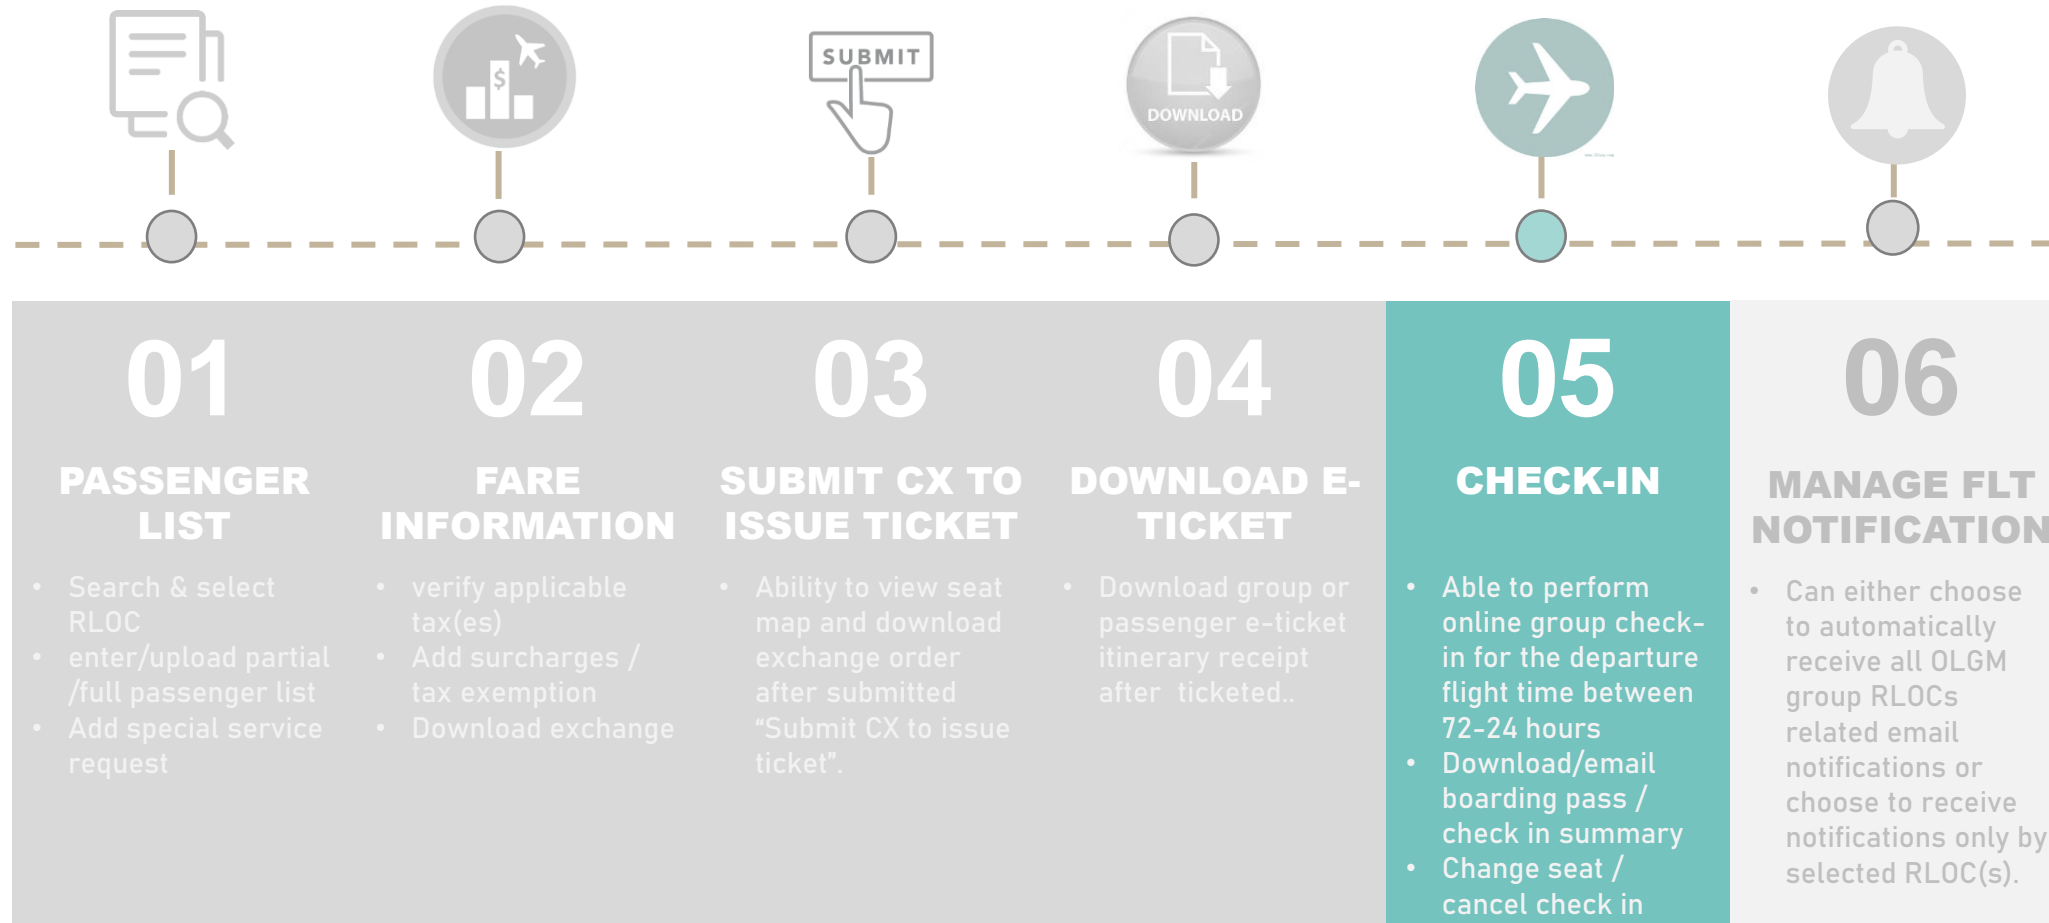 SUBMIT
$
DOWNLOAD
01
PASSENGER
LIST
• Search & select
RLOC
• enter/upload partial
/full passenger list
• Add special service
request
02
FARE
INFORMATION
• verify applicable
tax(es)
• Add surcharges /
tax exemption
• Download exchange
03
SUBMIT CX TO
ISSUE TICKET
• Ability to view seat
map and download
exchange order
after submitted
“Submit CX to issue
ticket”.
04
DOWNLOAD E-
TICKET
• Download group or
passenger e-ticket
itinerary receipt
after ticketed..
05
CHECK-IN
• Able to perform
online group check-
in for the departure
flight time between
72-24 hours
• Download/email
boarding pass /
check in summary
• Change seat /
cancel check in
06
MANAGE FLT
NOTIFICATION
• Can either choose
to automatically
receive all OLGM
group RLOCs
related email
notifications or
choose to receive
notifications only by
selected RLOC(s).